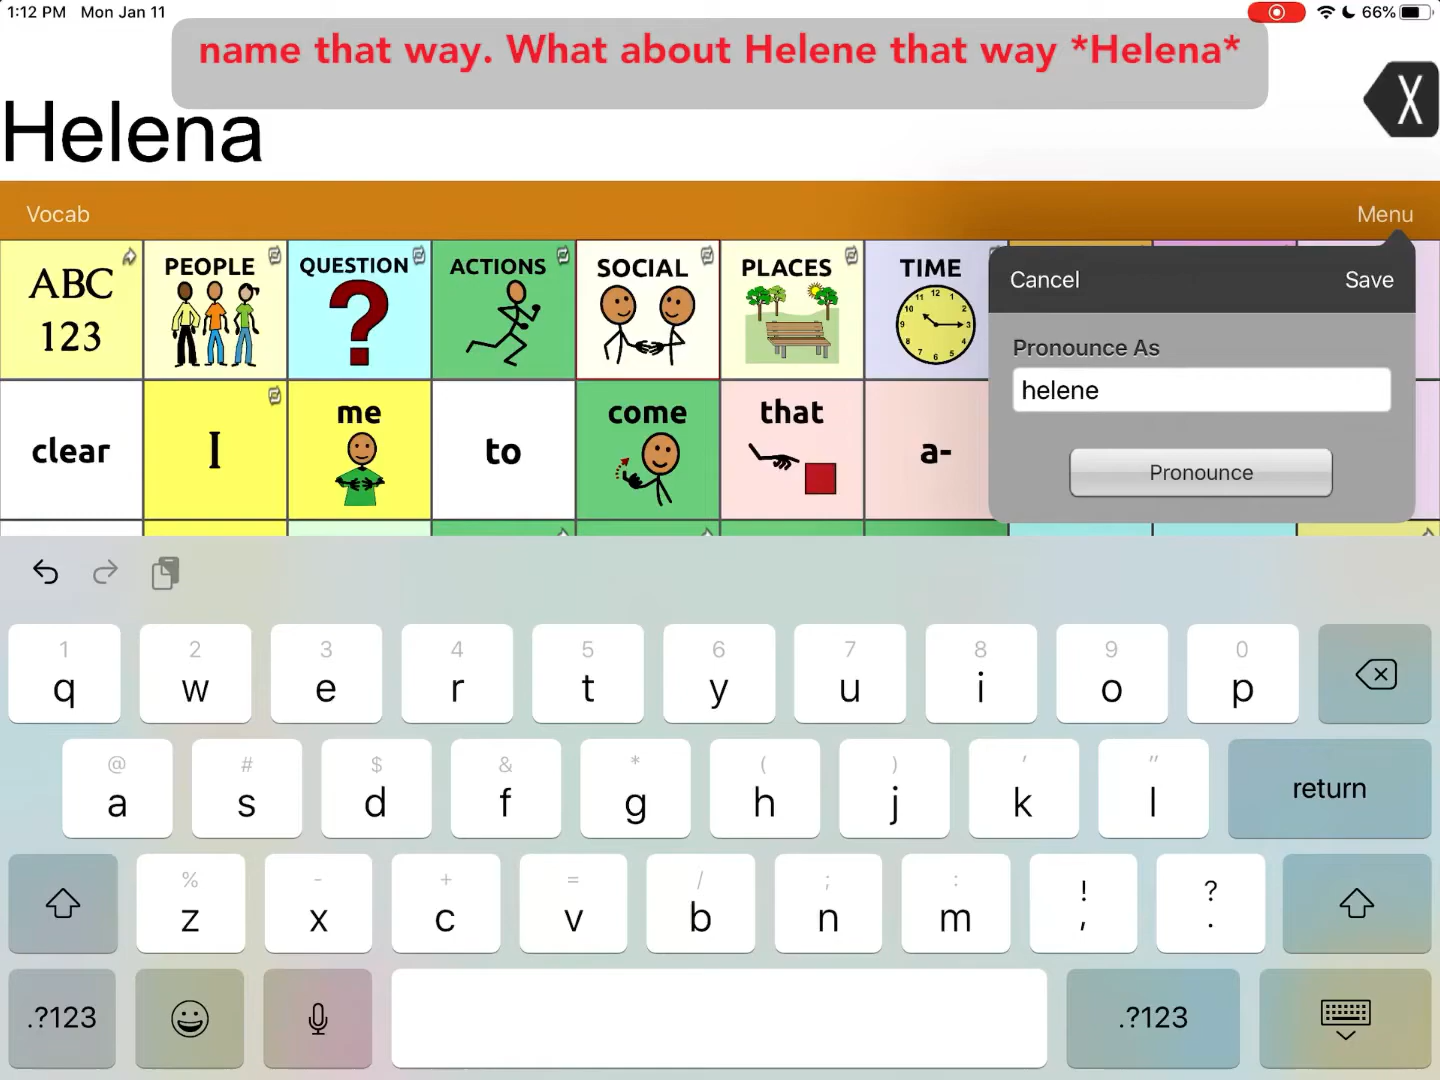 1:12 PM Mon Jan 11
66%
name that way. What about Helene that way *Helena*
X
Helena
Vocab
Menu
ABC
123
PEOPLE
QUESTION
ACTIONS
SOCIAL
PLACES
TIME
Cancel
Save
Pronounce As
helene
Pronounce
clear
I
me
to
come
that
a-
1 2 3 4 5 6 7 8 9 0
q w e r t y u i o p
@ # $ & * ( ) ' "
a s d f g h j k l
return
% - + = / ; : ! ?
z x c v b n m , .
.?123
.?123